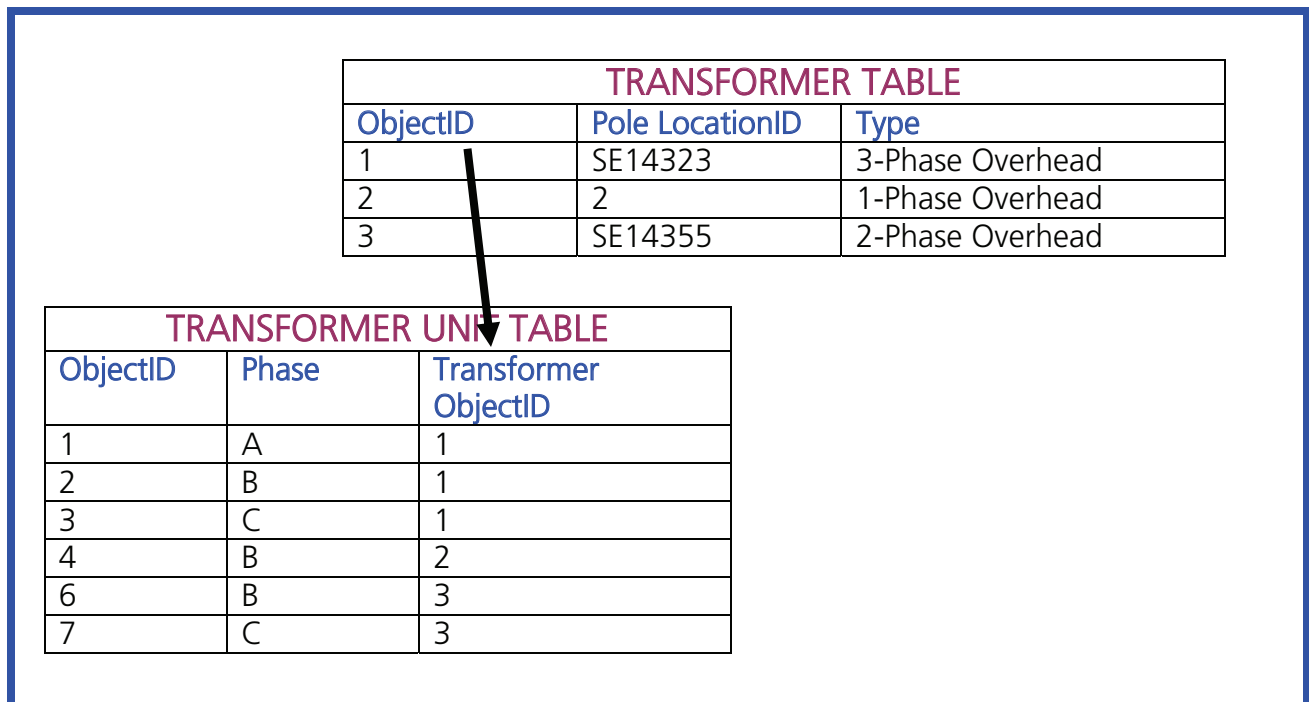 TRANSFORMER TABLE
ObjectID Pole LocationID Type
1 SE14323 3-Phase Overhead
2 2 1-Phase Overhead
3 SE14355 2-Phase Overhead
TRANSFORMER UNIT TABLE
ObjectID Phase Transformer
ObjectID
1 A 1
2 B 1
3 C 1
4 B 2
6 B 3
7 C 3